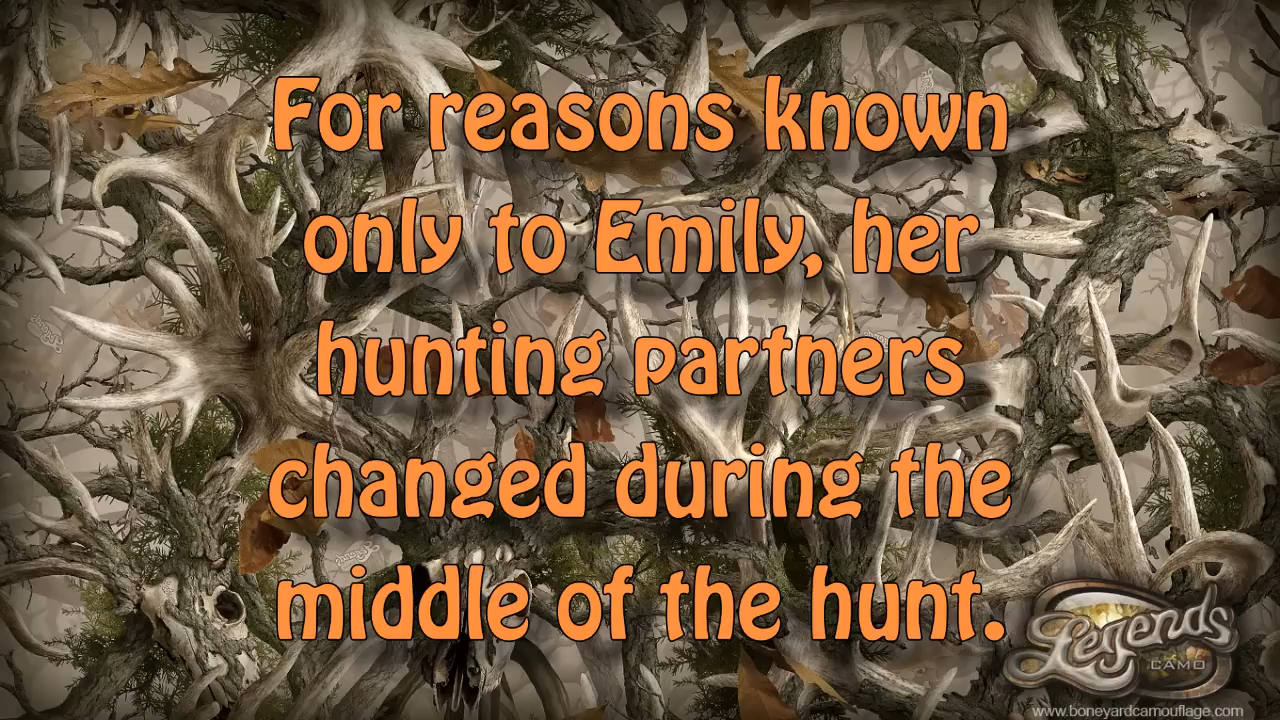 For reasons known
only to Emily, her
hunting partners
changed during the
middle of the hunt.
Legends
CAMO
www.boneyardcamouflage.com